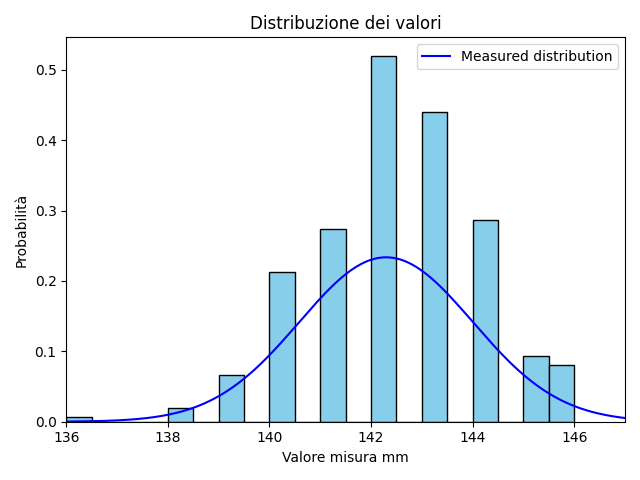 Distribuzione dei valori
Measured distribution
Probabilità
0.5
0.4
0.3
0.2
0.1
0.0
136 138 140 142 144 146
Valore misura mm